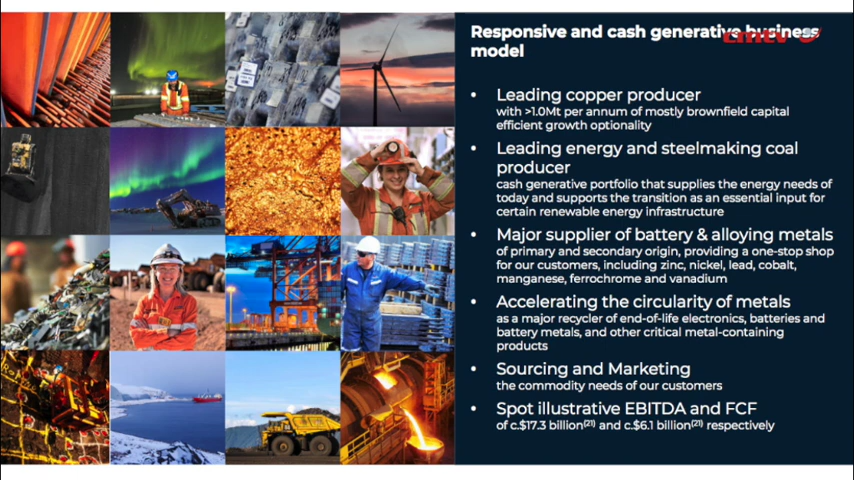 Responsive and cash generative business
model
cmtv
• Leading copper producer
with >1.0Mt per annum of mostly brownfield capital
efficient growth optionality
• Leading energy and steelmaking coal
producer
cash generative portfolio that supplies the energy needs of
today and supports the transition as an essential input for
certain renewable energy infrastructure
• Major supplier of battery & alloying metals
of primary and secondary origin, providing a one-stop shop
for our customers, including zinc, nickel, lead, cobalt,
manganese, ferrochrome and vanadium
• Accelerating the circularity of metals
as a major recycler of end-of-life electronics, batteries and
battery metals, and other critical metal-containing
products
• Sourcing and Marketing
the commodity needs of our customers
• Spot illustrative EBITDA and FCF
of c.$17.3 billion(21) and c.$6.1 billion(21) respectively